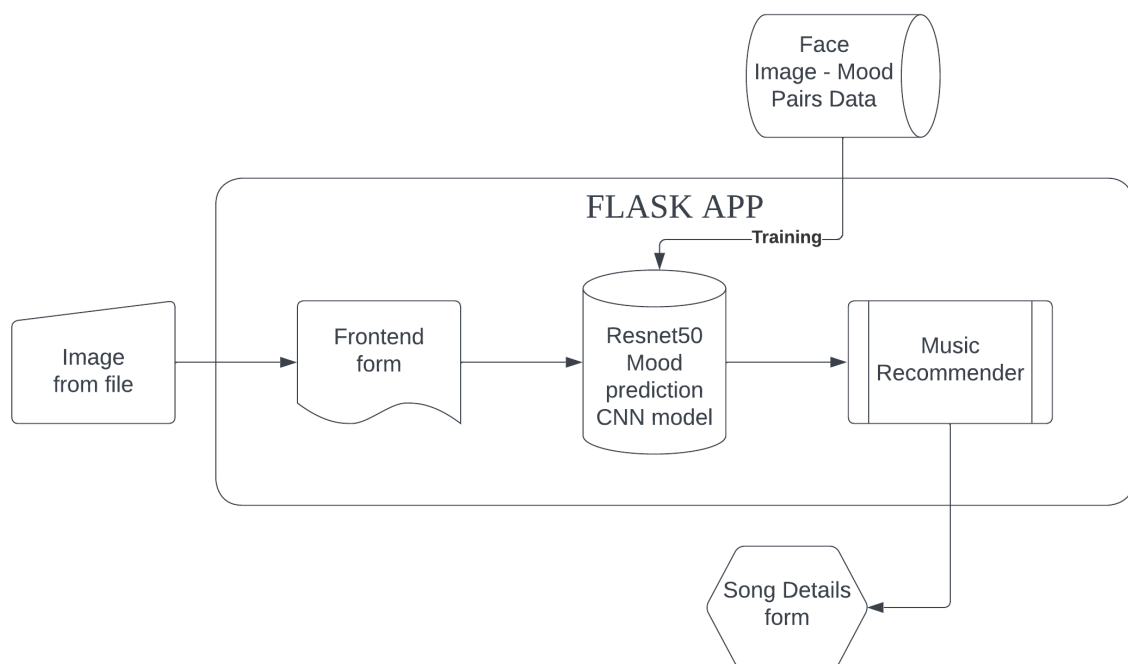 Face
Image - Mood
Pairs Data
FLASK APP
Training
Image
from file
Frontend
form
Resnet50
Mood
prediction
CNN model
Music
Recommender
Song Details
form